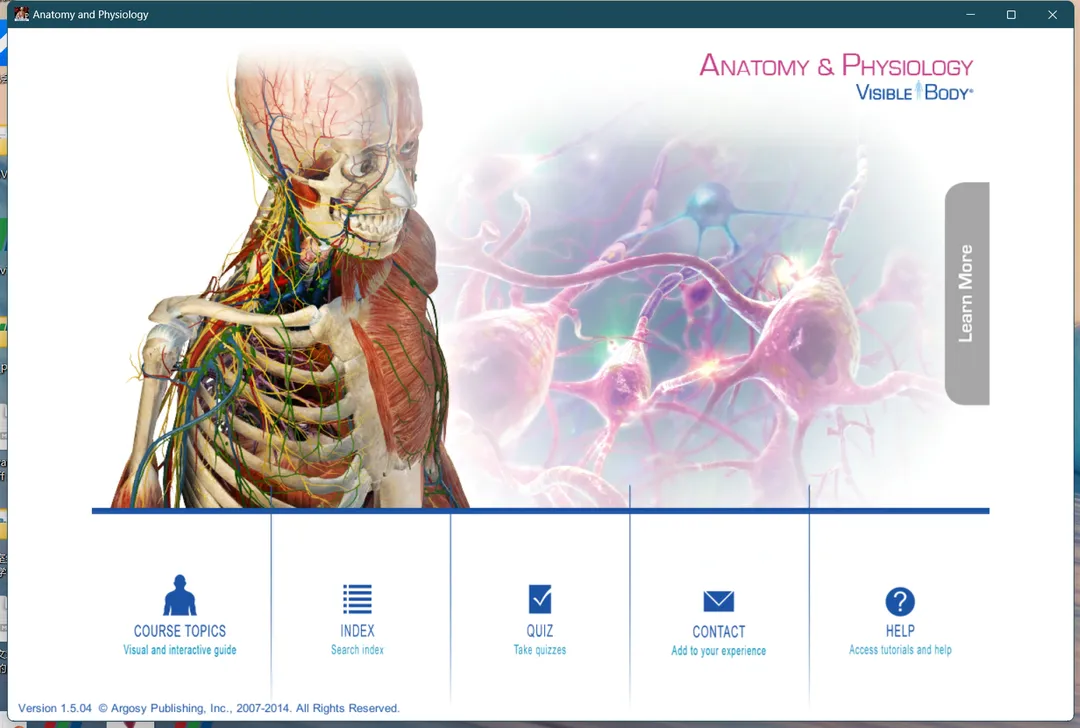 Anatomy and Physiology
ANATOMY & PHYSIOLOGY
VISIBLE BODY®
Learn More
COURSE TOPICS
Visual and interactive guide
INDEX
Search index
QUIZ
Take quizzes
CONTACT
Add to your experience
HELP
Access tutorials and help
Version 1.5.04 © Argosy Publishing, Inc., 2007-2014. All Rights Reserved.